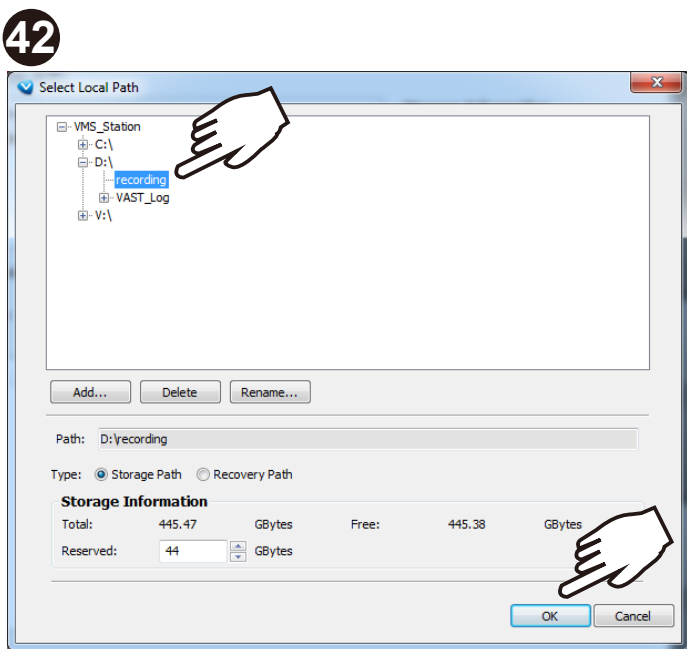 42
Select Local Path
VMS_Station
C:\
D:\
recording
VAST_Log
V:\
Add... Delete Rename...
Path: D:\recording
Type: Storage Path Recovery Path
Storage Information
Total: 445.47 GBytes Free: 445.38 GBytes
Reserved: 44 GBytes
OK Cancel